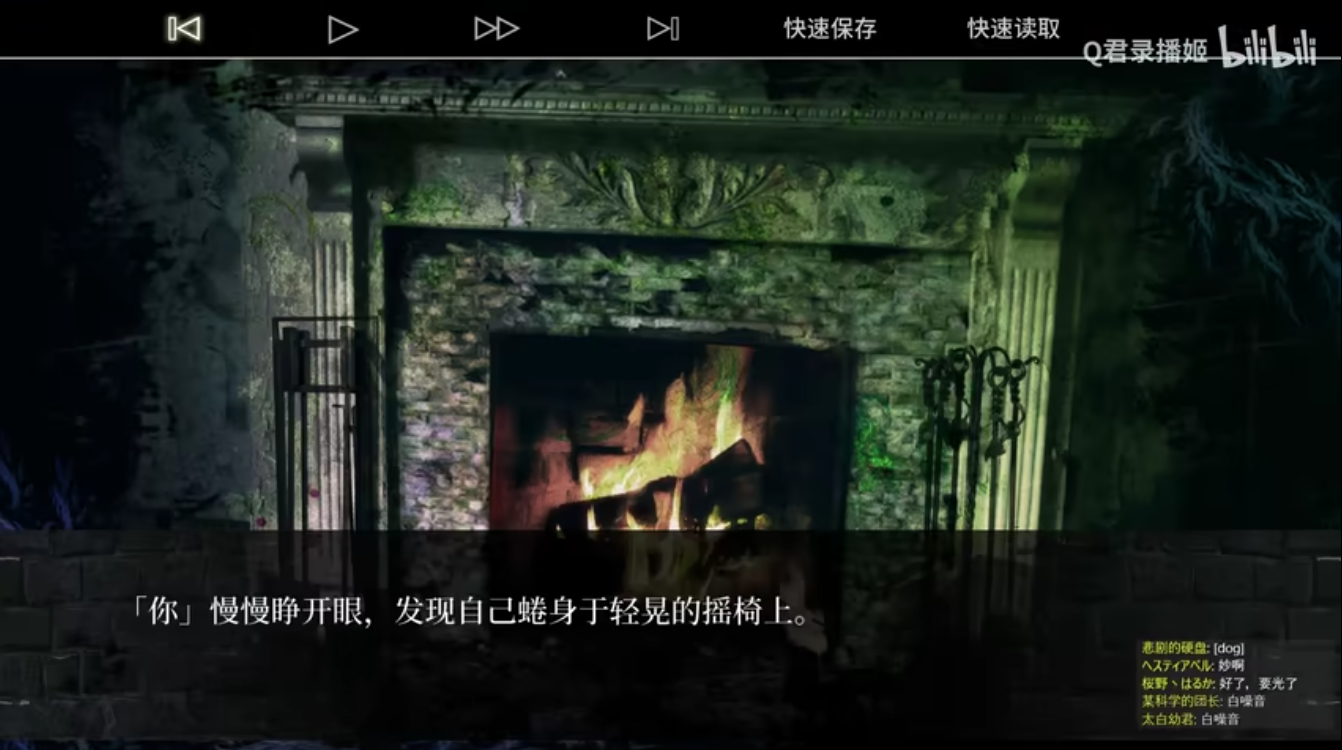 快速保存 快速读取
Q君录播姬 bilibili
「你」慢慢睁开眼，发现自己蜷身于轻晃的摇椅上。
悲剧的硬盘: [dog]
ヘスティアベル: 妙啊
桜野丶はるか: 好了，要光了
某科学的团长: 白噪音
太白幼君: 白噪音